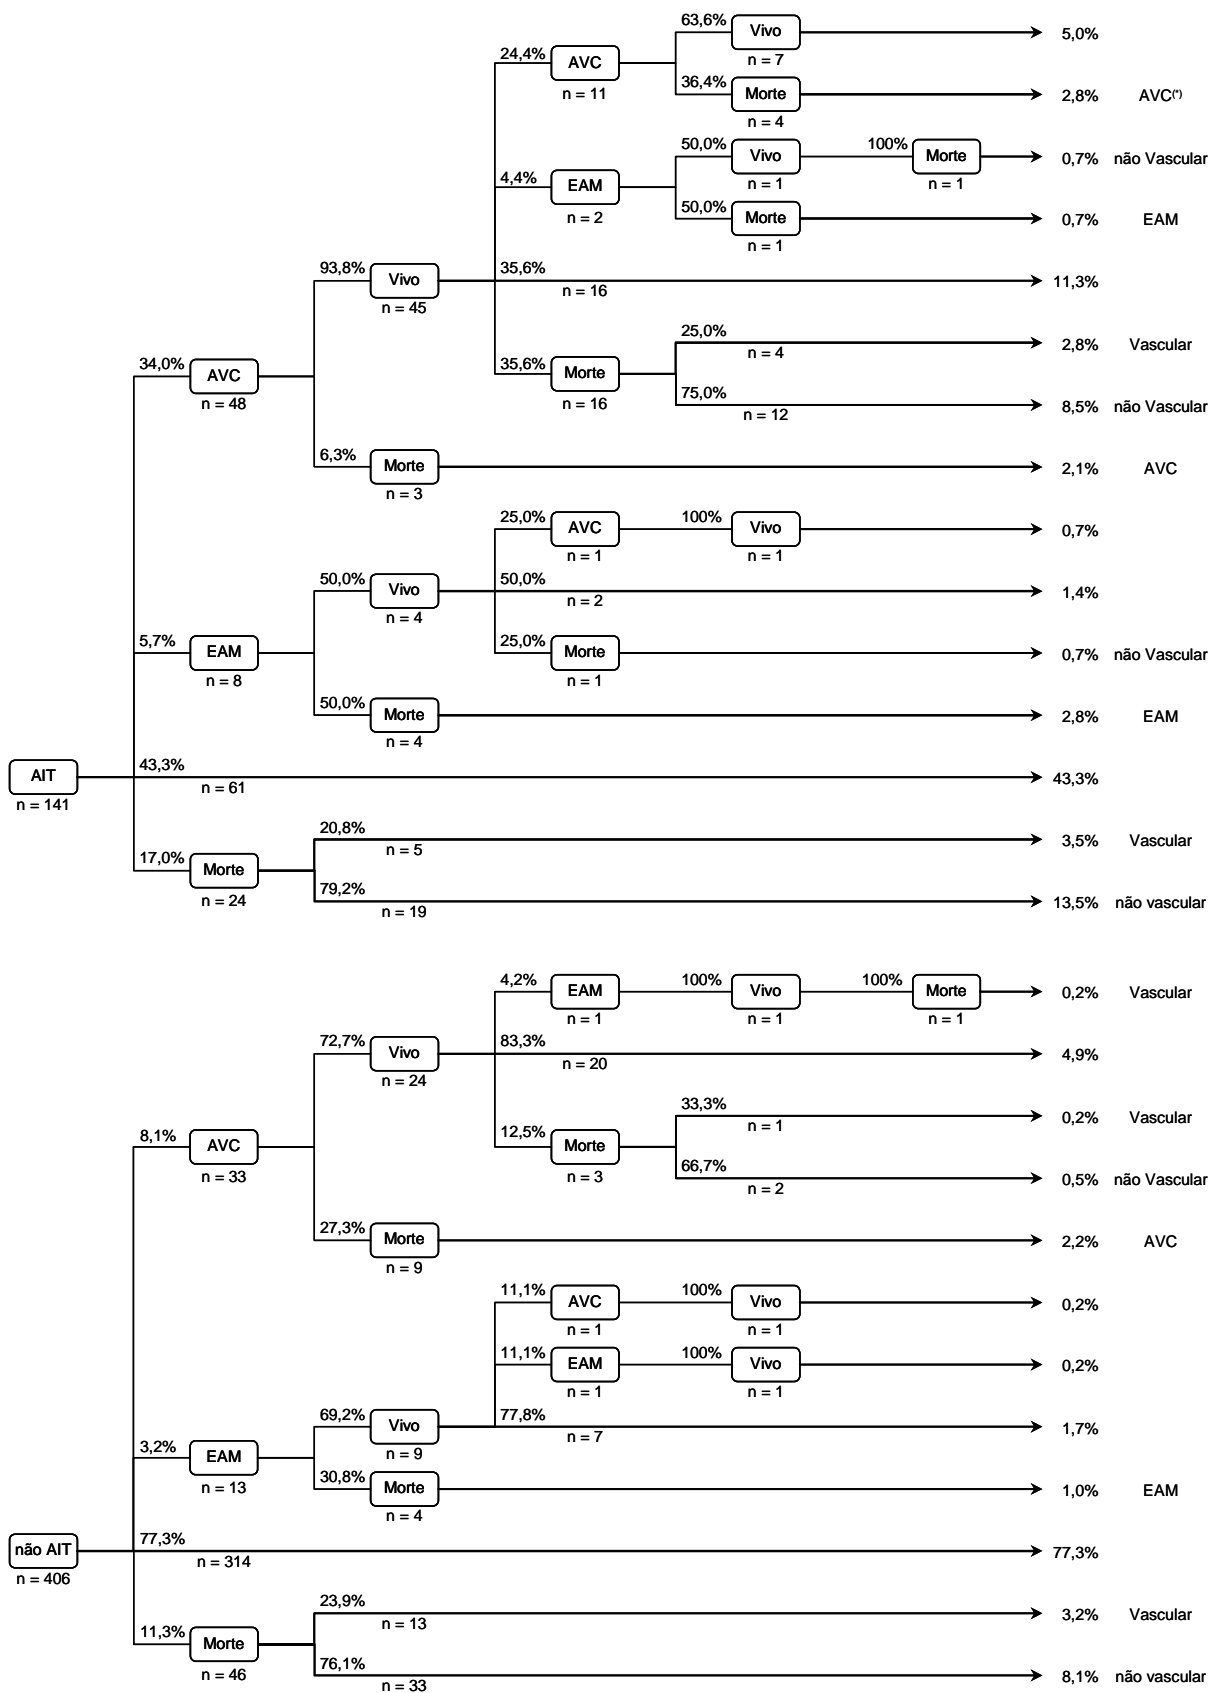 63,6% Vivo 5,0%
n = 7
24,4% AVC
n = 11
36,4% Morte 2,8% AVC(*)
n = 4
50,0% Vivo 100% Morte 0,7% não Vascular
n = 1 n = 1
4,4% EAM
n = 2
50,0% Morte 0,7% EAM
n = 1
93,8% Vivo 35,6% 11,3%
n = 45 n = 16
25,0% 2,8% Vascular
n = 4
34,0% AVC 35,6% Morte
n = 48 n = 16
75,0% 8,5% não Vascular
n = 12
6,3% Morte 2,1% AVC
n = 3
25,0% AVC 100% Vivo 0,7%
n = 1 n = 1
50,0% Vivo 50,0% 1,4%
n = 4 n = 2
5,7% EAM 25,0% Morte 0,7% não Vascular
n = 8 n = 1
50,0% Morte 2,8% EAM
n = 4
AIT 43,3% 43,3%
n = 141 n = 61
20,8% 3,5% Vascular
n = 5
17,0% Morte
n = 24
79,2% 13,5% não vascular
n = 19
4,2% EAM 100% Vivo 100% Morte 0,2% Vascular
n = 1 n = 1 n = 1
72,7% Vivo 83,3% 4,9%
n = 24 n = 20
33,3% 0,2% Vascular
n = 1
8,1% AVC 12,5% Morte
n = 33 n = 3
66,7% 0,5% não Vascular
n = 2
27,3% Morte 2,2% AVC
n = 9
11,1% AVC 100% Vivo 0,2%
n = 1 n = 1
11,1% EAM 100% Vivo 0,2%
n = 1 n = 1
69,2% Vivo 77,8% 1,7%
n = 9 n = 7
3,2% EAM
n = 13
30,8% Morte 1,0% EAM
n = 4
não AIT 77,3% 77,3%
n = 406 n = 314
23,9% 3,2% Vascular
n = 13
11,3% Morte
n = 46
76,1% 8,1% não vascular
n = 33